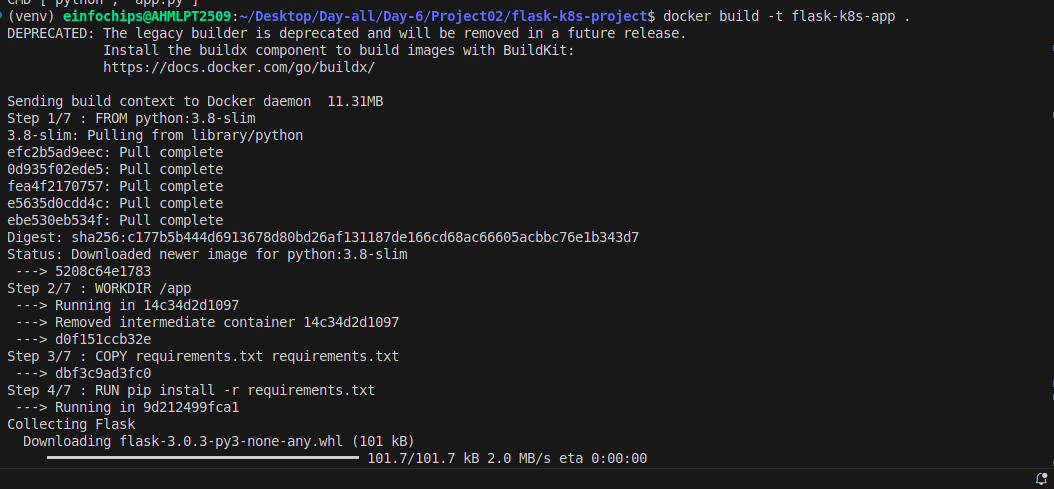 (venv) einfochips@AHMLPT2509:~/Desktop/Day-all/Day-6/Project02/flask-k8s-project$ docker build -t flask-k8s-app .
DEPRECATED: The legacy builder is deprecated and will be removed in a future release.
            Install the buildx component to build images with BuildKit:
            https://docs.docker.com/go/buildx/

Sending build context to Docker daemon  11.31MB
Step 1/7 : FROM python:3.8-slim
3.8-slim: Pulling from library/python
efc2b5ad9eec: Pull complete
0d935f02ede5: Pull complete
fea4f2170757: Pull complete
e5635d0cdd4c: Pull complete
ebe530eb534f: Pull complete
Digest: sha256:c177b5b444d6913678d80bd26af131187de166cd68ac66605acbbc76e1b343d7
Status: Downloaded newer image for python:3.8-slim
 ---> 5208c64e1783
Step 2/7 : WORKDIR /app
 ---> Running in 14c34d2d1097
 ---> Removed intermediate container 14c34d2d1097
 ---> d0f151ccb32e
Step 3/7 : COPY requirements.txt requirements.txt
 ---> dbf3c9ad3fc0
Step 4/7 : RUN pip install -r requirements.txt
 ---> Running in 9d212499fca1
Collecting Flask
  Downloading flask-3.0.3-py3-none-any.whl (101 kB)
101.7/101.7 kB 2.0 MB/s eta 0:00:00